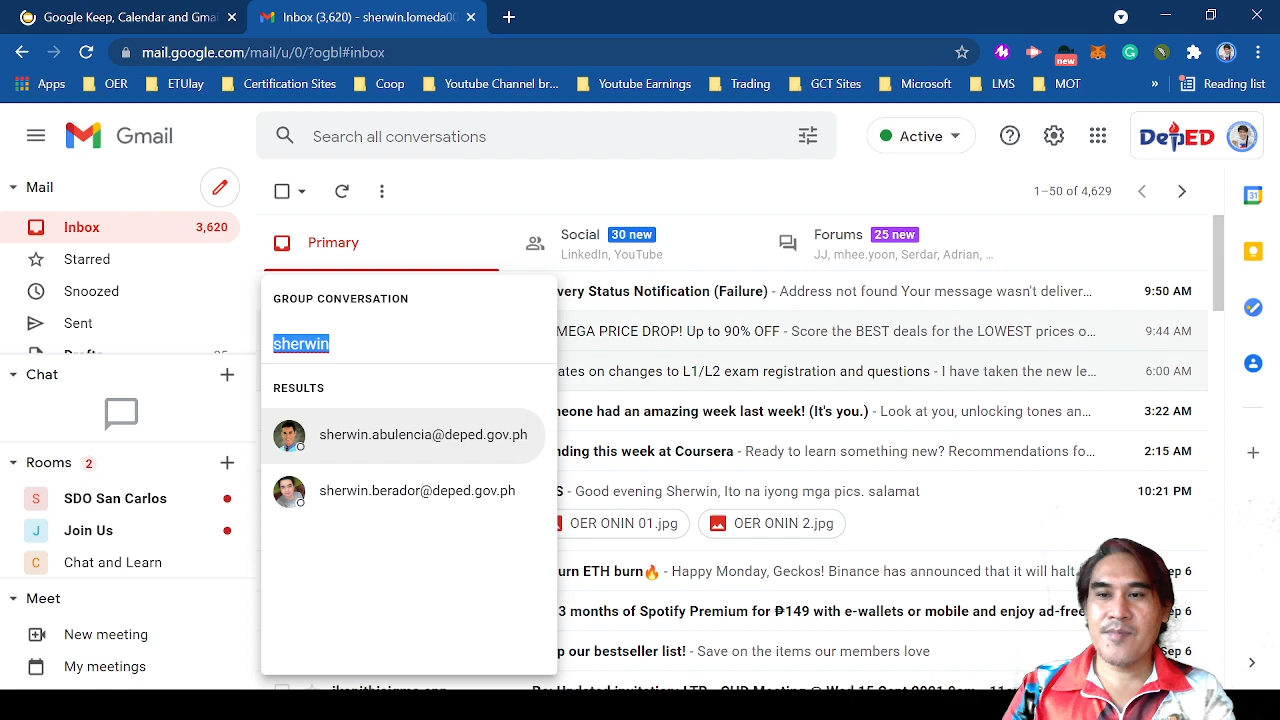 Google Keep, Calendar and Gmai
Inbox (3,620) - sherwin.lomeda00
mail.google.com/mail/u/0/?ogbl#inbox
new
Apps OER ETUlay Certification Sites Coop Youtube Channel br... Youtube Earnings Trading GCT Sites Microsoft LMS MOT » Reading list
Gmail
Search all conversations
Active
DepED
Mail
Inbox 3,620
Starred
Snoozed
Sent
Drafts
Chat
Rooms 2
S SDO San Carlos
J Join Us
C Chat and Learn
Meet
New meeting
My meetings
1–50 of 4,629
Primary
Social 30 new
LinkedIn, YouTube
Forums 25 new
JJ, mhee.yoon, Serdar, Adrian, ...
GROUP CONVERSATION
sherwin
RESULTS
sherwin.abulencia@deped.gov.ph
sherwin.berador@deped.gov.ph
very Status Notification (Failure) - Address not found Your message wasn't deliver... 9:50 AM
MEGA PRICE DROP! Up to 90% OFF - Score the BEST deals for the LOWEST prices o... 9:44 AM
ates on changes to L1/L2 exam registration and questions - I have taken the new le... 6:00 AM
eone had an amazing week last week! (It's you.) - Look at you, unlocking tones an... 3:22 AM
nding this week at Coursera - Ready to learn something new? Recommendations fo... 2:15 AM
S - Good evening Sherwin, Ito na iyong mga pics. salamat 10:21 PM
OER ONIN 01.jpg OER ONIN 2.jpg
urn ETH burn🔥 - Happy Monday, Geckos! Binance has announced that it will halt Sep 6
3 months of Spotify Premium for ₱149 with e-wallets or mobile and enjoy ad-free Sep 6
p our bestseller list! - Save on the items our members love Sep 6
31